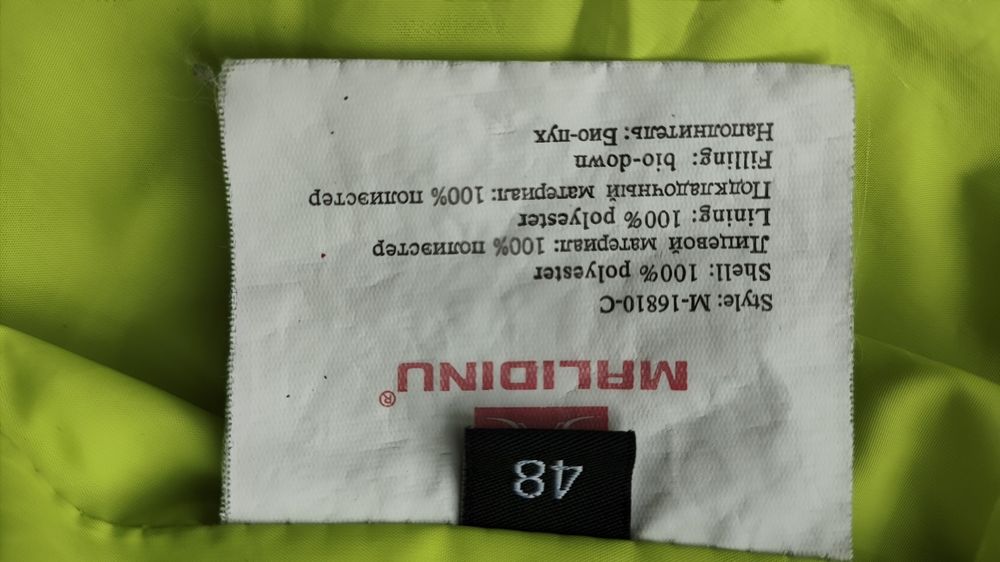 48
MALIDINU®
Style: M-16810-C
Shell: 100% polyester
Лицевой материал: 100% полиэстер
Lining: 100% polyester
Подкладочный материал: 100% полиэстер
Filling: bio-down
Наполнитель: Био-пух